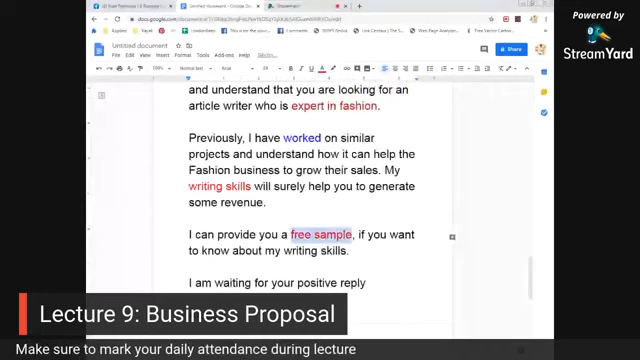 Powered by
StreamYard
docs.google.com
Untitled document
File Edit View Insert Format Tools
Share
and understand that you are looking for an
article writer who is expert in fashion.
Previously, I have worked on similar
projects and understand how it can help the
Fashion business to grow their sales. My
writing skills will surely help you to generate
some revenue.
I can provide you a free sample, if you want
to know about my writing skills.
I am waiting for your positive reply
Lecture 9: Business Proposal
Make sure to mark your daily attendance during lecture